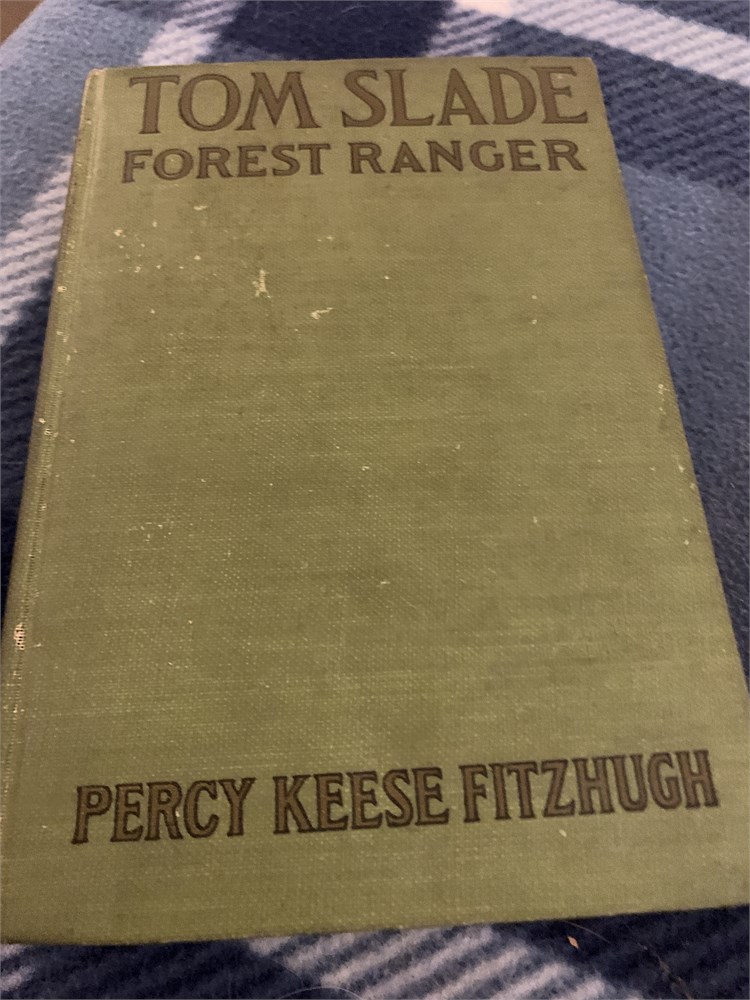 TOM SLADE
FOREST RANGER
PERCY KEESE FITZHUGH